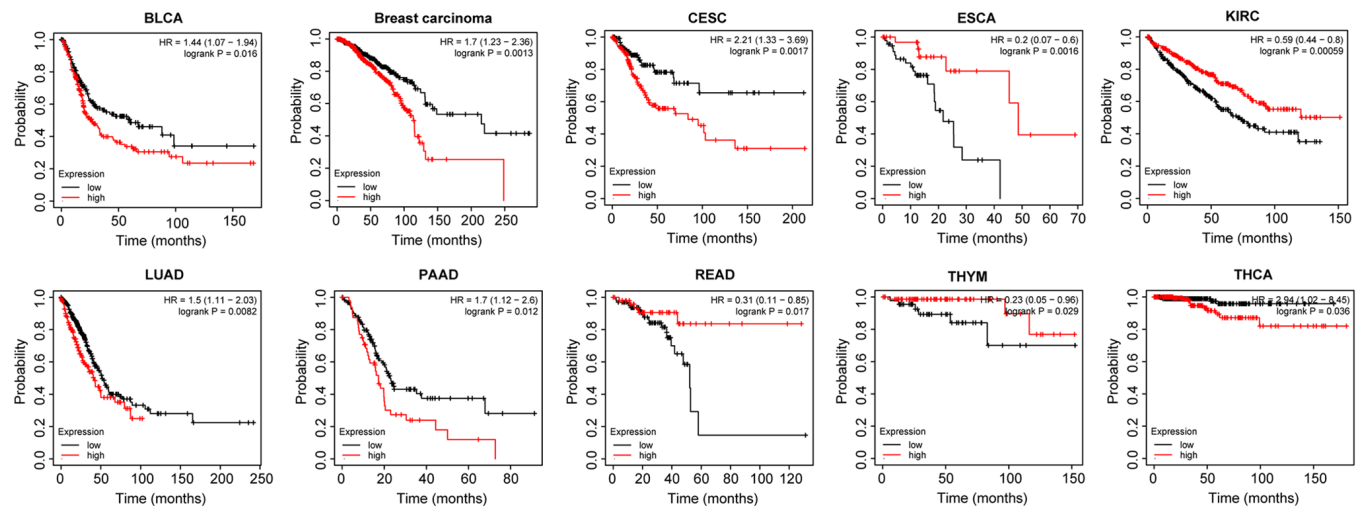 BLCA
HR = 1.44 (1.07 − 1.94)
logrank P = 0.016
Probability
1.0
0.8
0.6
0.4
0.2
0.0
Expression
low
high
0 50 100 150
Time (months)
Breast carcinoma
HR = 1.7 (1.23 − 2.36)
logrank P = 0.0013
Probability
1.0
0.8
0.6
0.4
0.2
0.0
Expression
low
high
0 50 100 150 200 250
Time (months)
CESC
HR = 2.21 (1.33 − 3.69)
logrank P = 0.0017
Probability
1.0
0.8
0.6
0.4
0.2
0.0
Expression
low
high
0 50 100 150 200
Time (months)
ESCA
HR = 0.2 (0.07 − 0.6)
logrank P = 0.0016
Probability
1.0
0.8
0.6
0.4
0.2
0.0
Expression
low
high
0 10 20 30 40 50 60 70
Time (months)
KIRC
HR = 0.59 (0.44 − 0.8)
logrank P = 0.00059
Probability
1.0
0.8
0.6
0.4
0.2
0.0
Expression
low
high
0 50 100 150
Time (months)
LUAD
HR = 1.5 (1.11 − 2.03)
logrank P = 0.0082
Probability
1.0
0.8
0.6
0.4
0.2
0.0
Expression
low
high
0 50 100 150 200 250
Time (months)
PAAD
HR = 1.7 (1.12 − 2.6)
logrank P = 0.012
Probability
1.0
0.8
0.6
0.4
0.2
0.0
Expression
low
high
0 20 40 60 80
Time (months)
READ
HR = 0.31 (0.11 − 0.85)
logrank P = 0.017
Probability
1.0
0.8
0.6
0.4
0.2
0.0
Expression
low
high
0 20 40 60 80 100 120
Time (months)
THYM
0.23 (0.05 − 0.96)
logrank P = 0.029
Probability
1.0
0.8
0.6
0.4
0.2
0.0
Expression
low
high
0 50 100 150
Time (months)
THCA
HR = 2.94 (1.02 − 8.45)
logrank P = 0.036
Probability
1.0
0.8
0.6
0.4
0.2
0.0
Expression
low
high
0 50 100 150
Time (months)